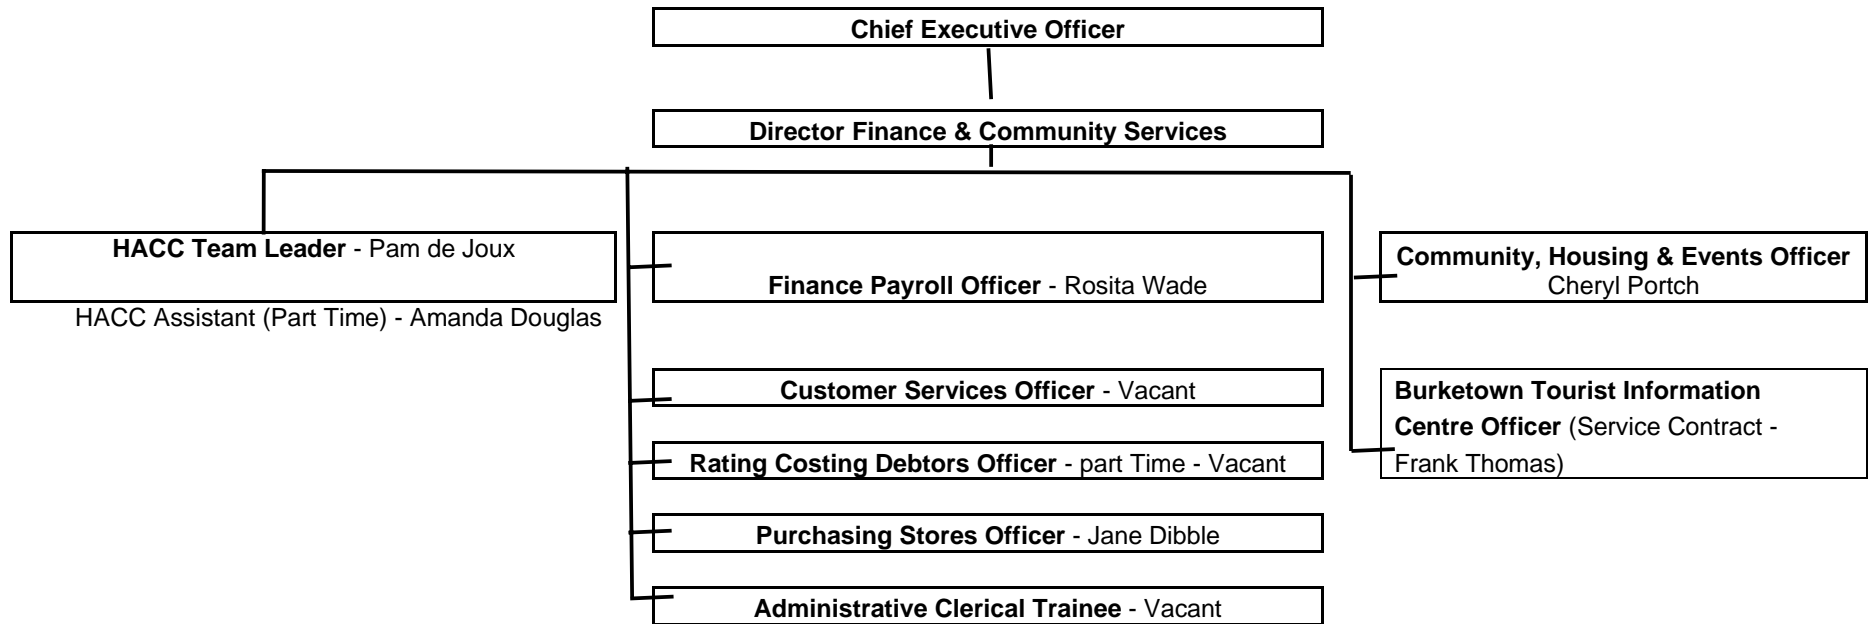 Chief Executive Officer
Director Finance & Community Services
HACC Team Leader - Pam de Joux
HACC Assistant (Part Time) - Amanda Douglas
Finance Payroll Officer - Rosita Wade
Customer Services Officer - Vacant
Rating Costing Debtors Officer - part Time - Vacant
Purchasing Stores Officer - Jane Dibble
Administrative Clerical Trainee - Vacant
Community, Housing & Events Officer
Cheryl Portch
Burketown Tourist Information
Centre Officer (Service Contract -
Frank Thomas)